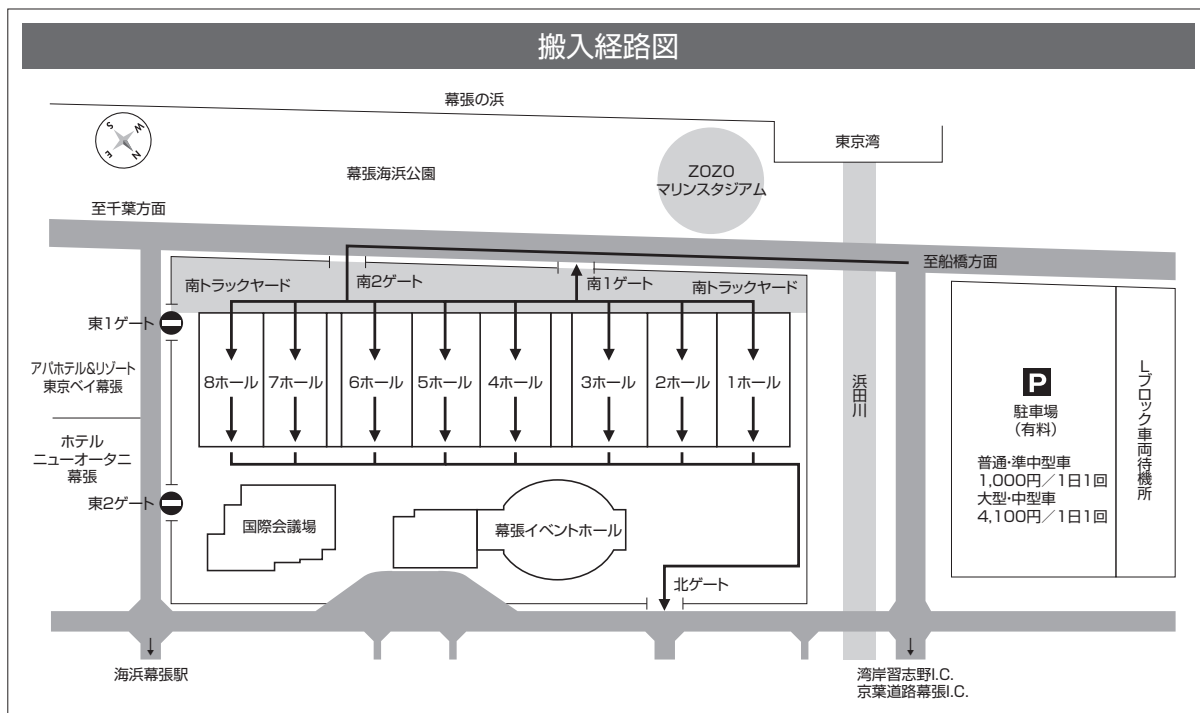 搬入経路図
幕張の浜
東京湾
S
W
E
N
幕張海浜公園
ZOZO
マリンスタジアム
至千葉方面
至船橋方面
南トラックヤード
南2ゲート
南1ゲート
南トラックヤード
東1ゲート
アパホテル&リゾート
東京ベイ幕張
8ホール
7ホール
6ホール
5ホール
4ホール
3ホール
2ホール
1ホール
浜田川
P
駐車場
(有料)
普通・準中型車
1,000円/1日1回
大型・中型車
4,100円/1日1回
Lブロック車両待機所
ホテル
ニューオータニ
幕張
東2ゲート
国際会議場
幕張イベントホール
北ゲート
海浜幕張駅
湾岸習志野I.C.
京葉道路幕張I.C.